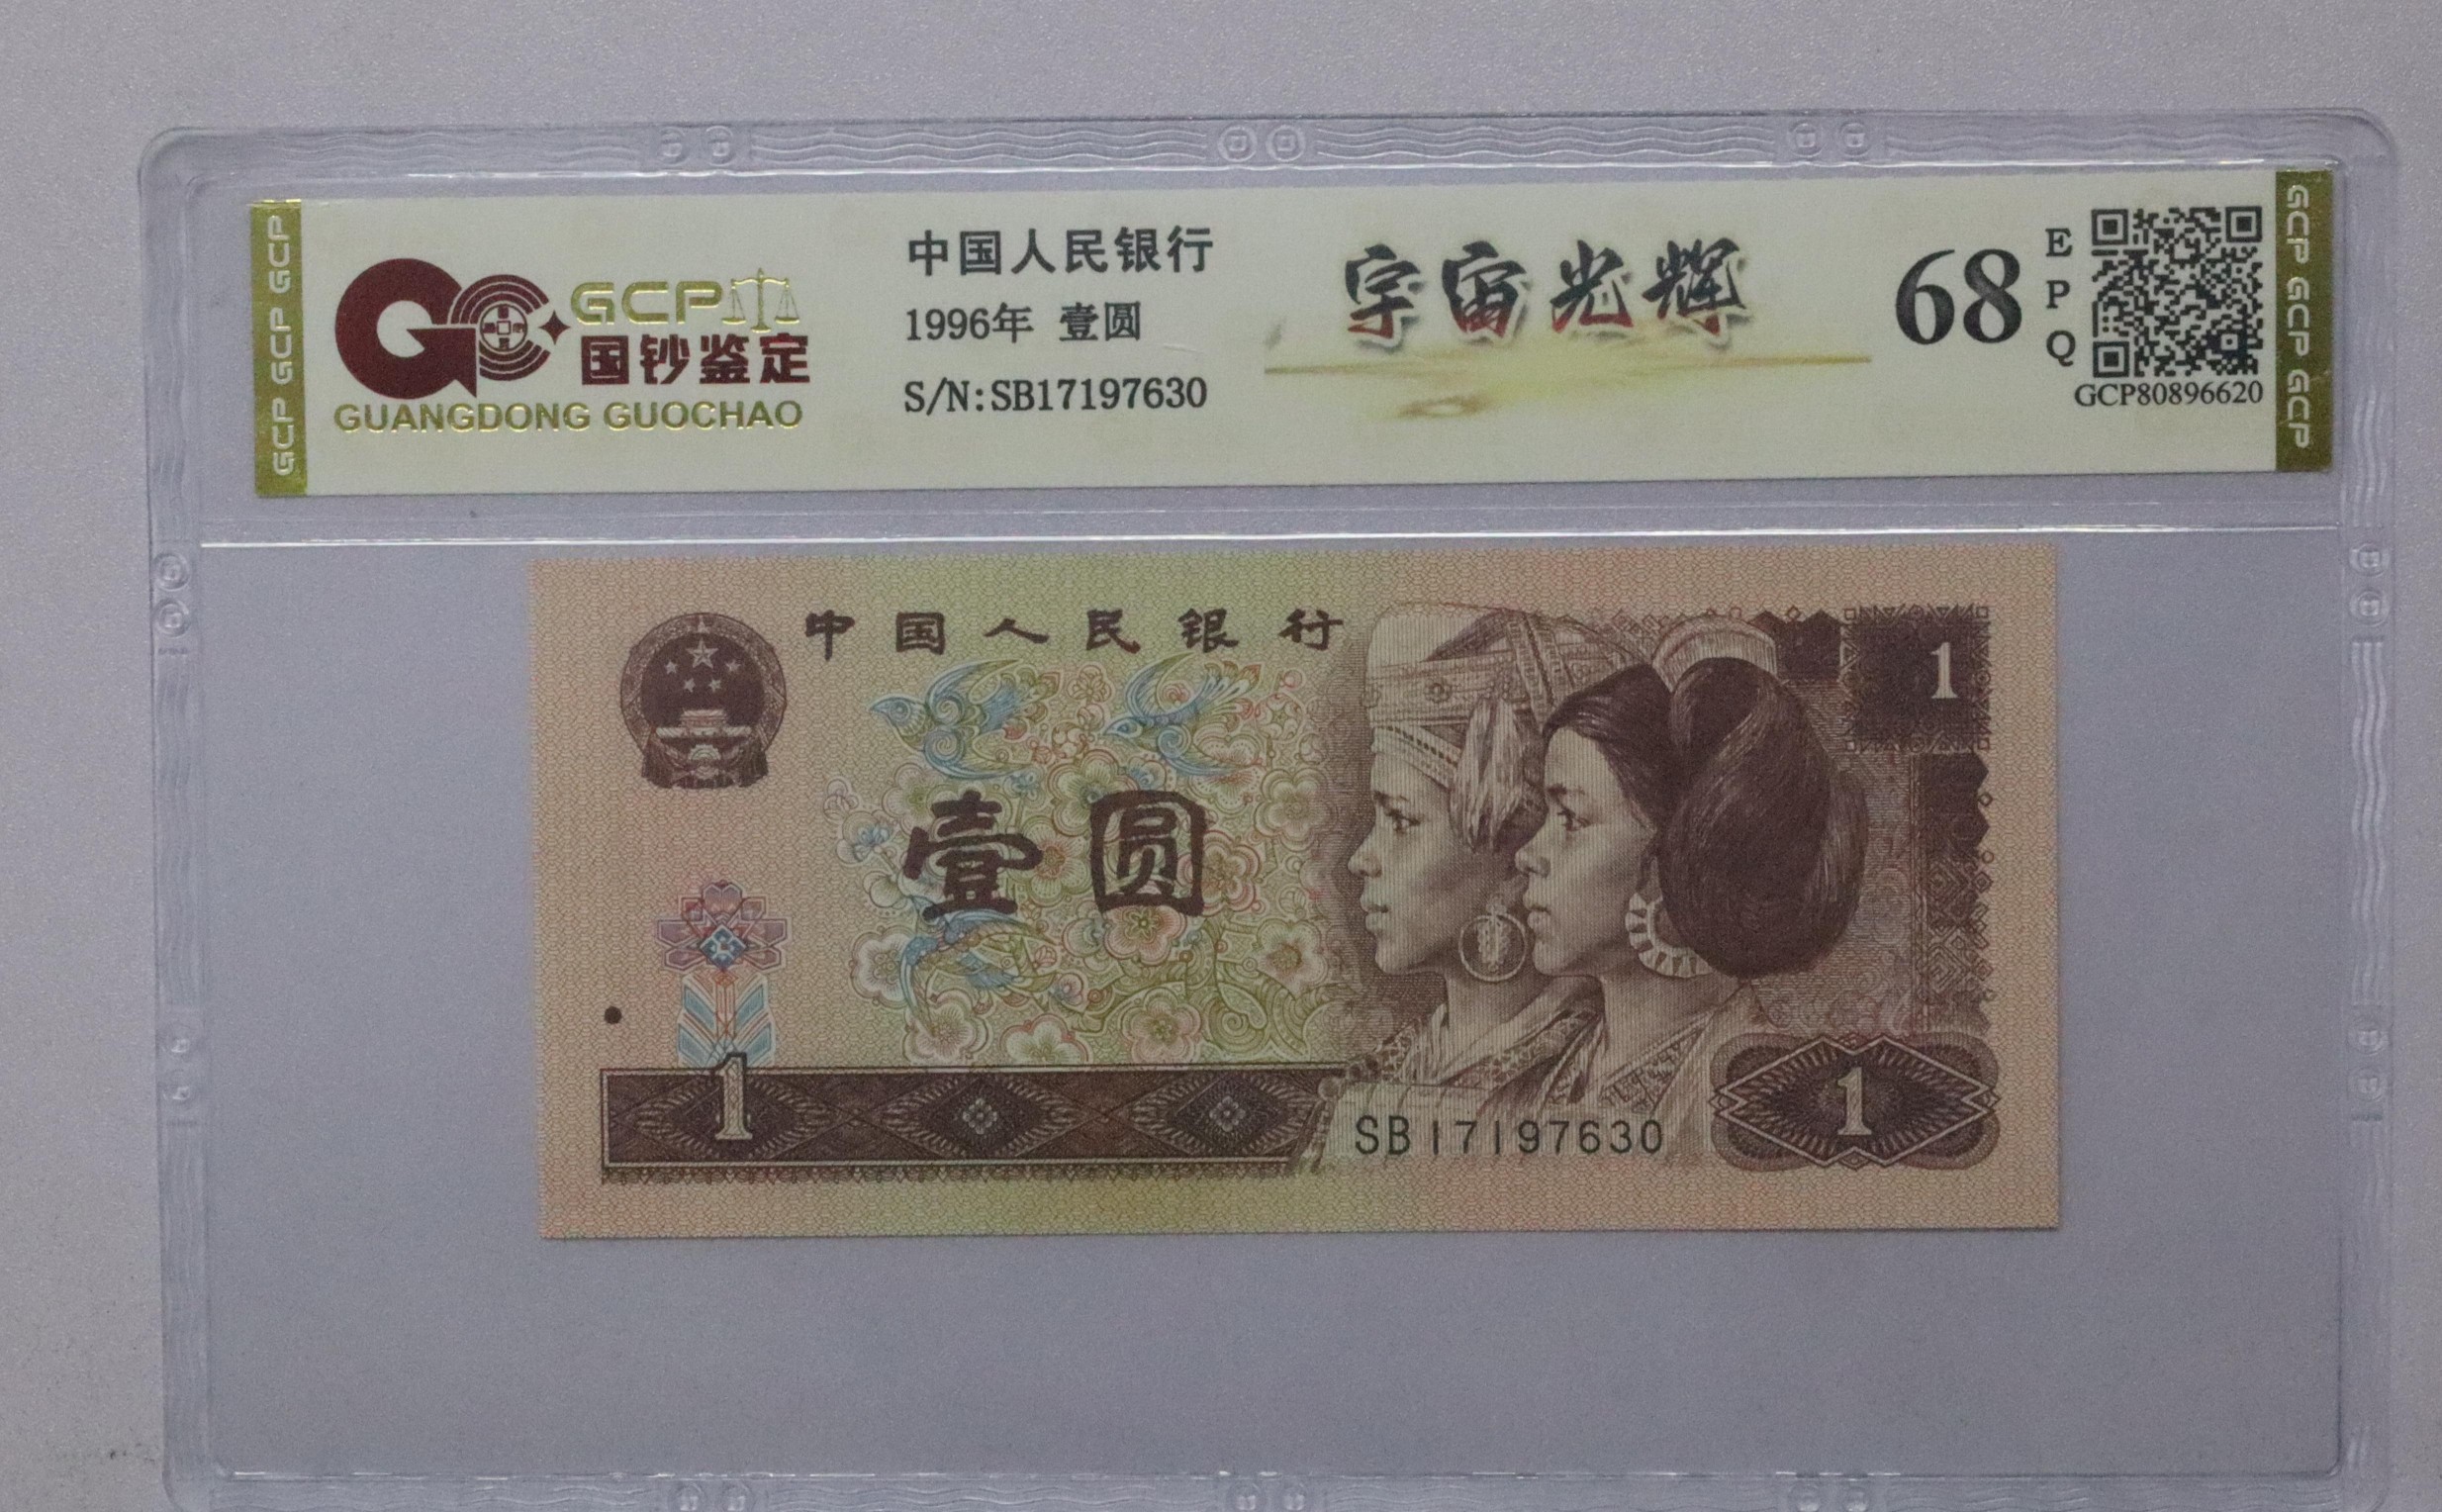 GCP GCP GCP
GCP
国钞鉴定
GUANGDONG GUOCHAO
中国人民银行
1996年 壹圆
S/N:SB17197630
宇宙光辉
68
EPQ
GCP80896620
GCP GCP GCP
中国人民银行
1
壹圆
1
SB17197630
1